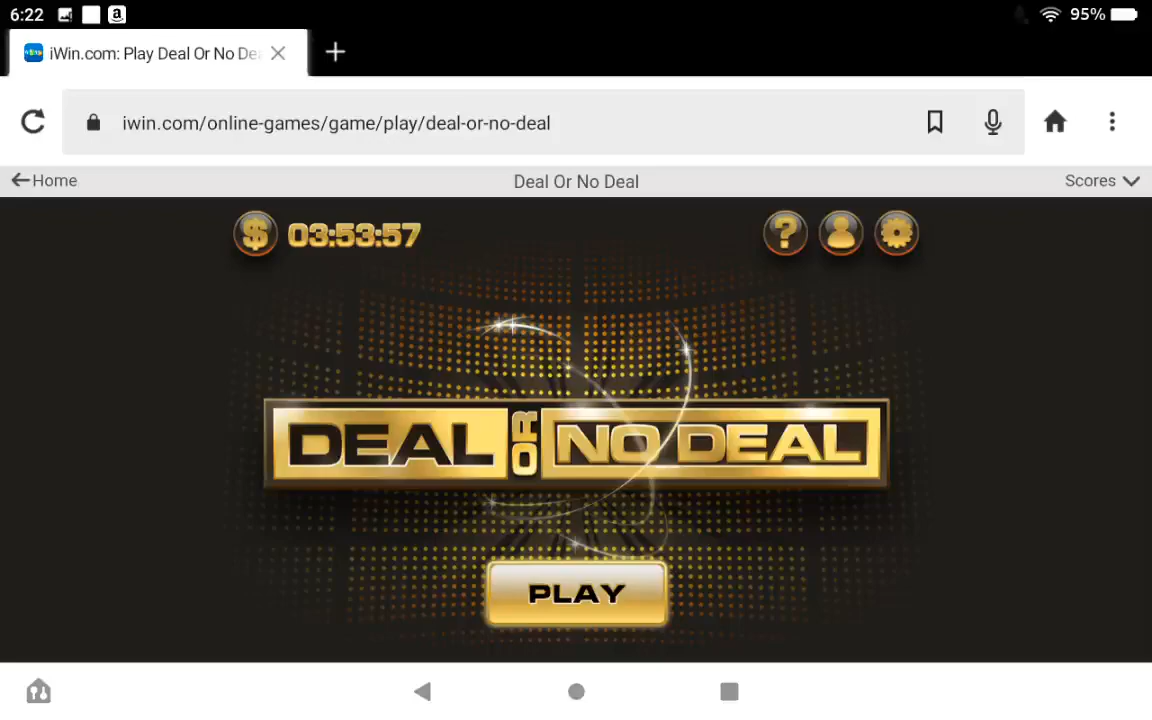 6:22
95%
iWin.com: Play Deal Or No De
iwin.com/online-games/game/play/deal-or-no-deal
Home
Deal Or No Deal
Scores
$ 03:53:57
?
DEAL OR NO DEAL
PLAY